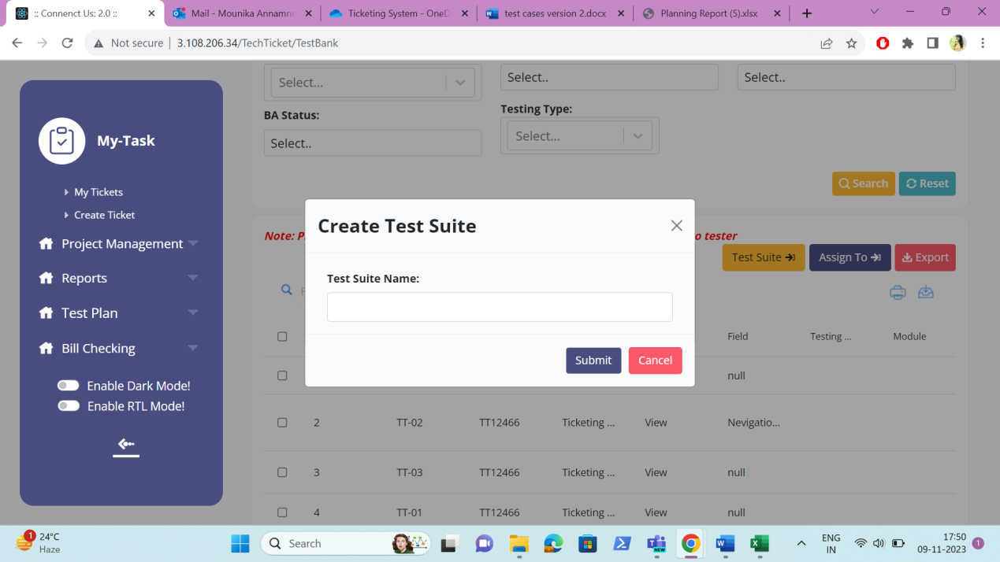 :: Connenct Us: 2.0 ::
Mail - Mounika Annamne
Ticketing System - OneD
test cases version 2.docx
Planning Report (5).xlsx
Not secure
3.108.206.34/TechTicket/TestBank
My-Task
My Tickets
Create Ticket
Project Management
Reports
Test Plan
Bill Checking
Enable Dark Mode!
Enable RTL Mode!
Select...
Select..
Select..
BA Status:
Testing Type:
Select..
Select...
Search
Reset
Note: P
o tester
Test Suite
Assign To
Export
Create Test Suite
Test Suite Name:
Submit
Cancel
Field Testing ... Module
null
2 TT-02 TT12466 Ticketing ... View Nevigatio...
3 TT-03 TT12466 Ticketing ... View null
4 TT-01 TT12466 Ticketing ... View null
1
24°C
Haze
Search
NEW
ENG
IN
17:50
09-11-2023
1